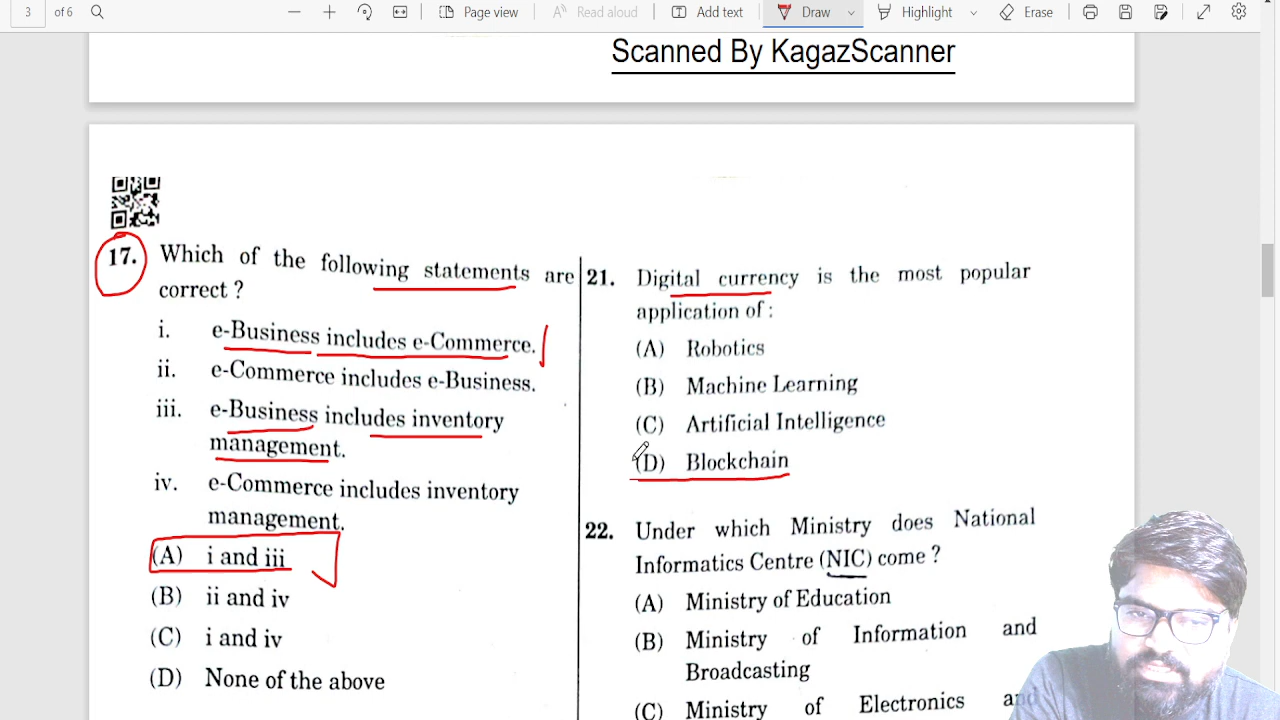 3 of 6
Page view
Read aloud
Add text
Draw
Highlight
Erase
Scanned By KagazScanner
17. Which of the following statements are
correct ?
i. e-Business includes e-Commerce.
ii. e-Commerce includes e-Business.
iii. e-Business includes inventory
management.
iv. e-Commerce includes inventory
management.
(A) i and iii
(B) ii and iv
(C) i and iv
(D) None of the above
21. Digital currency is the most popular
application of :
(A) Robotics
(B) Machine Learning
(C) Artificial Intelligence
(D) Blockchain
22. Under which Ministry does National
Informatics Centre (NIC) come ?
(A) Ministry of Education
(B) Ministry of Information and
Broadcasting
(C) Ministry of Electronics and